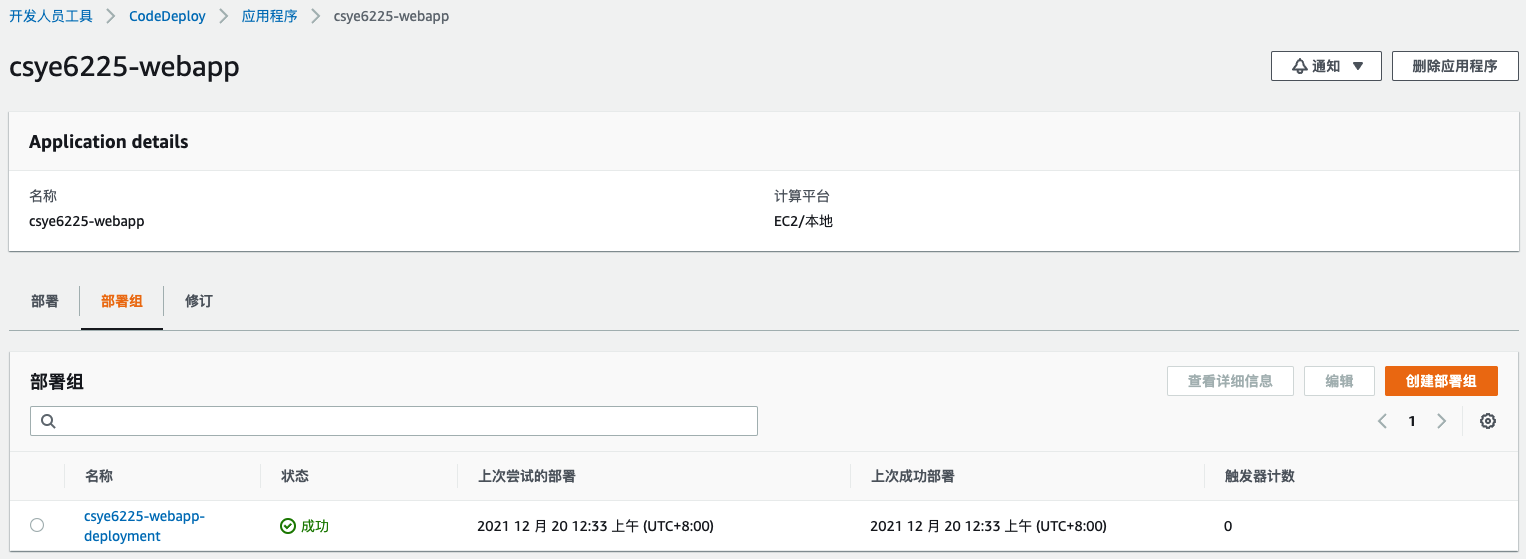 开发人员工具 CodeDeploy 应用程序 csye6225-webapp
csye6225-webapp
通知 删除应用程序
Application details
名称 计算平台
csye6225-webapp EC2/本地
部署 部署组 修订
部署组
查看详细信息 编辑 创建部署组
1
名称 状态 上次尝试的部署 上次成功部署 触发器计数
csye6225-webapp-
deployment
成功 2021 12 月 20 12:33 上午 (UTC+8:00) 2021 12 月 20 12:33 上午 (UTC+8:00) 0